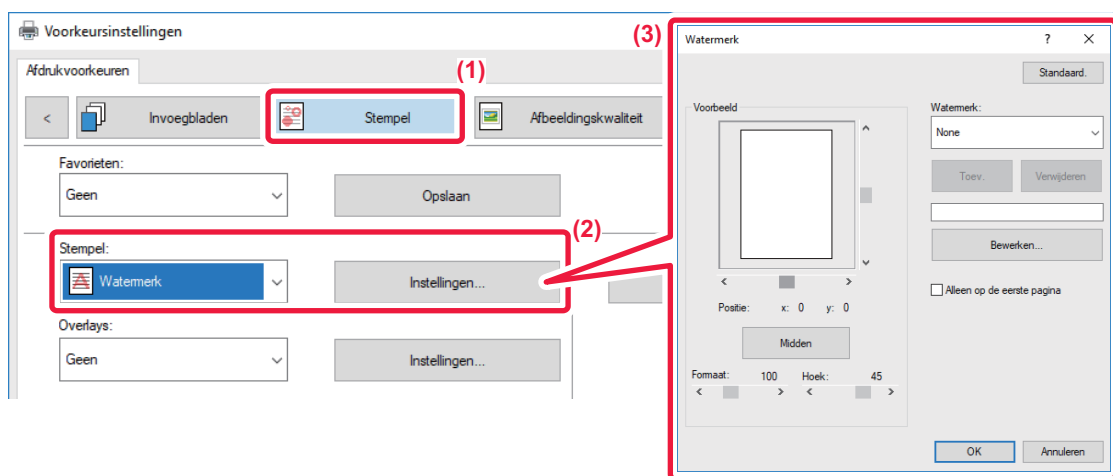 Voorkeursinstellingen
Afdrukvoorkeuren
(1)
<
Invoegbladen
Stempel
Afbeeldingskwaliteit
Favorieten:
Geen
Opslaan
(2)
Stempel:
Watermerk
Instellingen...
Overlays:
Geen
Instellingen...
(3)
Watermerk
?
Standaard.
Voorbeeld
Watermerk:
None
Toev.
Verwijderen
Bewerken...
Positie: x: 0 y: 0
Alleen op de eerste pagina
Midden
Formaat: 100 Hoek: 45
OK
Annuleren